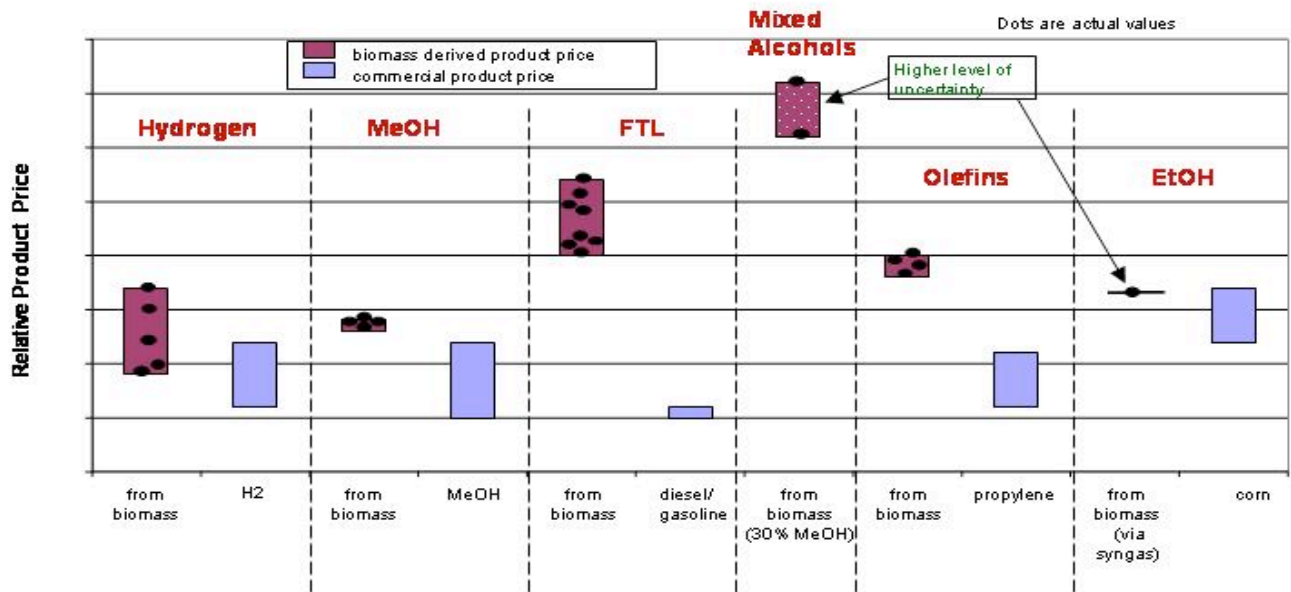 Mixed
Alcohols
Dots are actual values
biomass derived product price
commercial product price
Higher level of
uncertainty
Hydrogen
MeOH
FTL
Olefins
EtOH
Relative Product Price
from
biomass
H2
from
biomass
MeOH
from
biomass
diesel/
gasoline
from
biomass
(30% MeOH)
from
biomass
propylene
from
biomass
(via
syngas)
corn